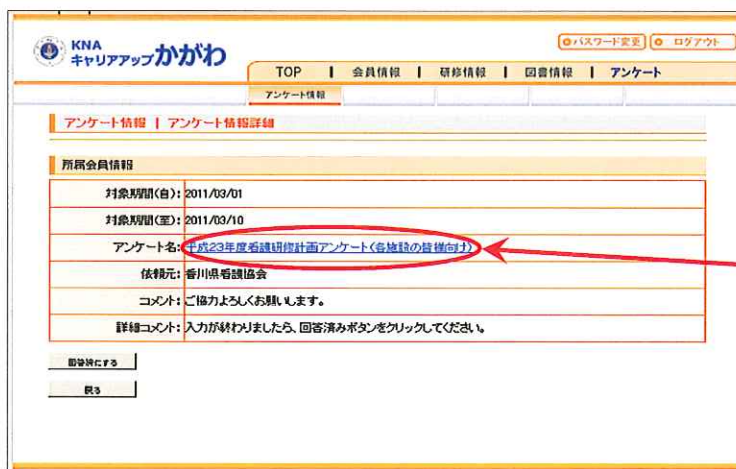 KNA
キャリアアップかがわ
パスワード変更 ログアウト
TOP | 会員情報 | 研修情報 | 図書情報 | アンケート
アンケート情報
アンケート情報 | アンケート情報詳細
所属会員情報
対象期間(自): 2011/03/01
対象期間(至): 2011/03/10
アンケート名: 平成23年度看護研修計画アンケート(各施設の皆様向け)
依頼元: 香川県看護協会
コメント: ご協力よろしくお願いします。
詳細コメント: 入力が終わりましたら、回答済みボタンをクリックしてください。
回答済にする
戻る